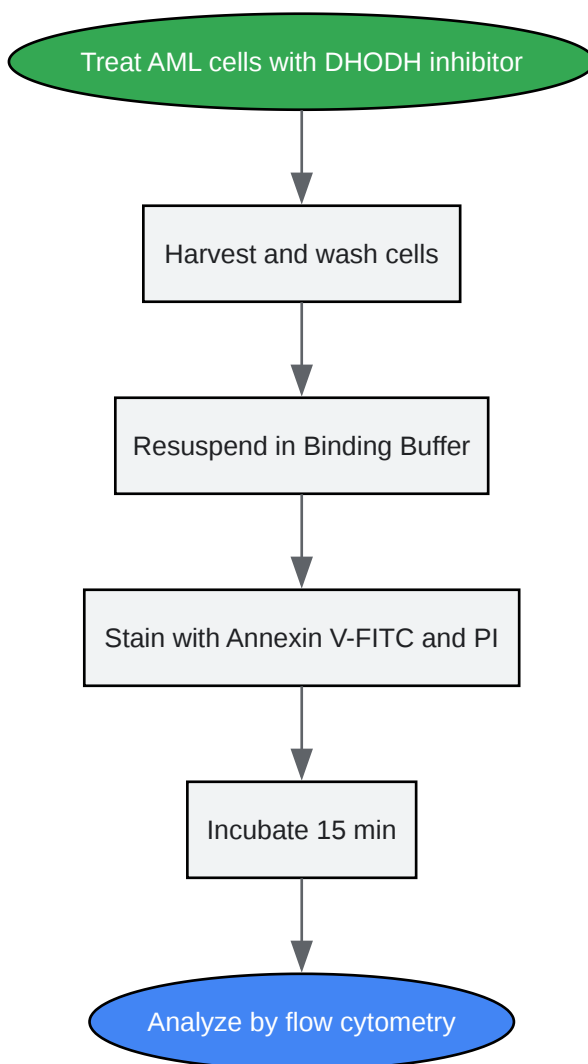 Treat AML cells with DHODH inhibitor
Harvest and wash cells
Resuspend in Binding Buffer
Stain with Annexin V-FITC and PI
Incubate 15 min
Analyze by flow cytometry